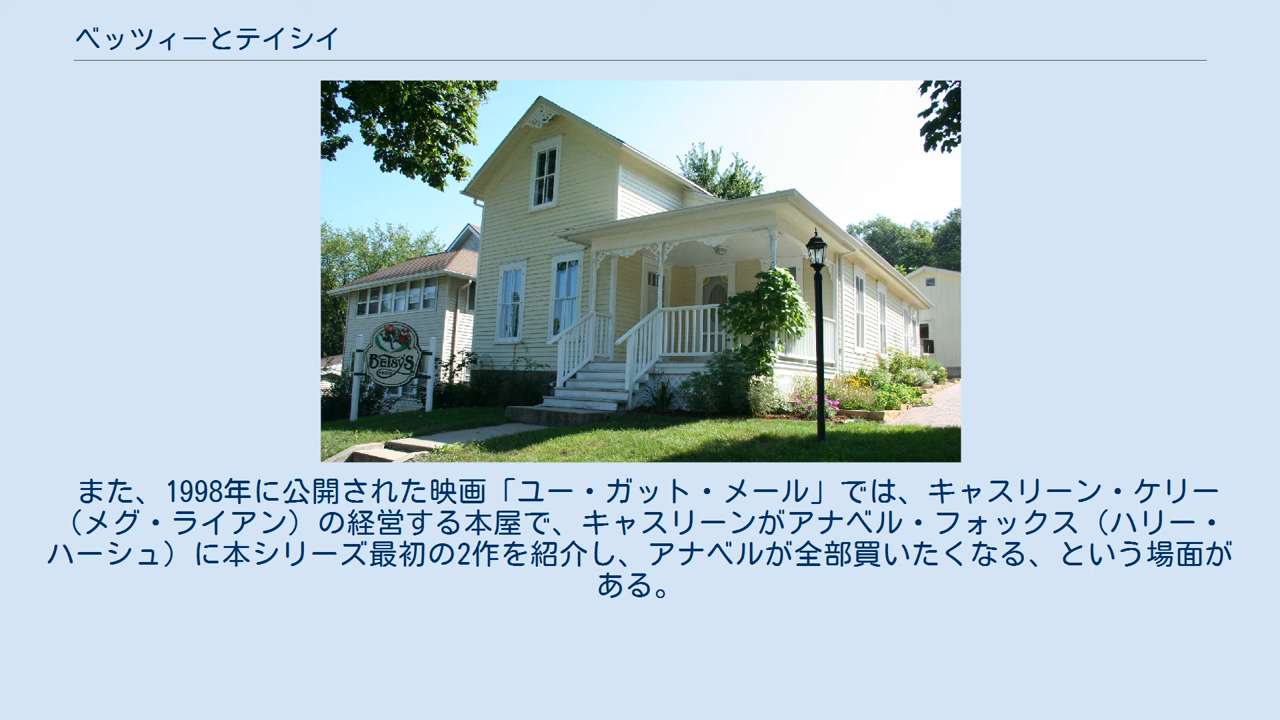 ベッツィーとテイシイ
BETSY'S
また、1998年に公開された映画「ユー・ガット・メール」では、キャスリーン・ケリー
（メグ・ライアン）の経営する本屋で、キャスリーンがアナベル・フォックス（ハリー・
ハーシュ）に本シリーズ最初の2作を紹介し、アナベルが全部買いたくなる、という場面が
ある。